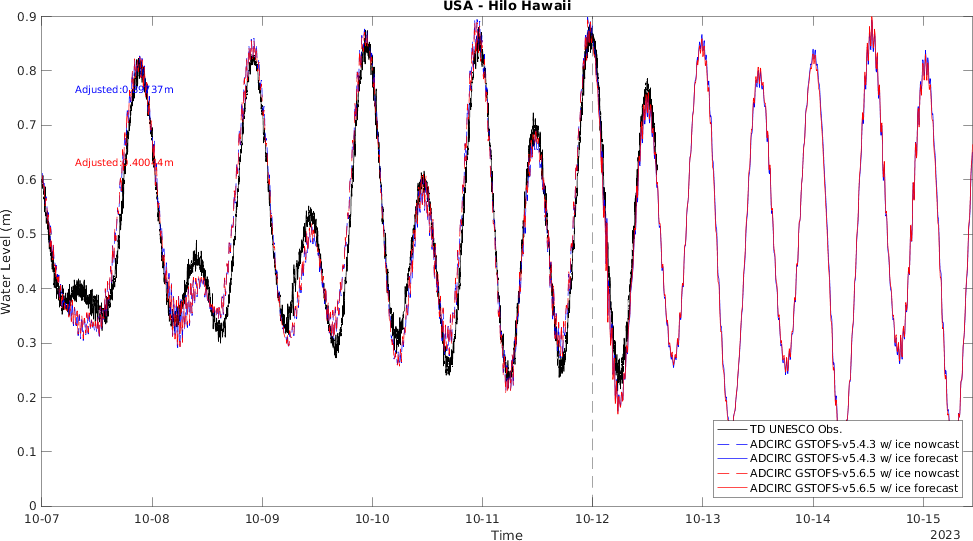 USA - Hilo Hawaii
0.9
0.8
0.7
0.6
0.5
0.4
0.3
0.2
0.1
0
Water Level (m)
Adjusted:
Adjusted:
TD UNESCO Obs.
ADCIRC GSTOFS-v5.4.3 w/ ice nowcast
ADCIRC GSTOFS-v5.4.3 w/ ice forecast
ADCIRC GSTOFS-v5.6.5 w/ ice nowcast
ADCIRC GSTOFS-v5.6.5 w/ ice forecast
10-07 10-08 10-09 10-10 10-11 10-12 10-13 10-14 10-15
Time
2023